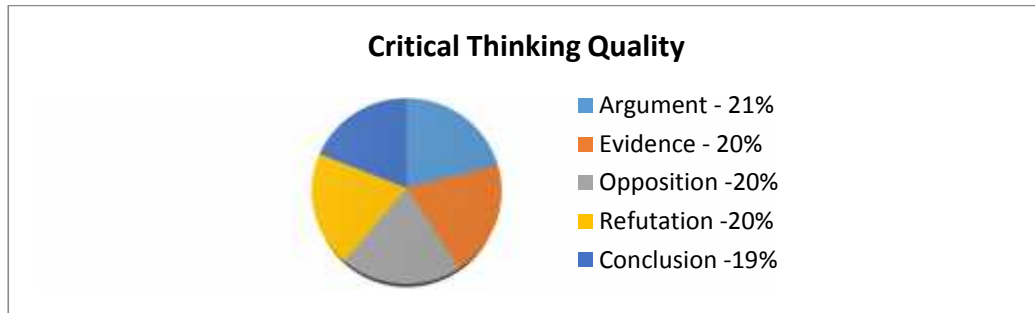 Critical Thinking Quality
Argument - 21%
Evidence - 20%
Opposition -20%
Refutation -20%
Conclusion -19%